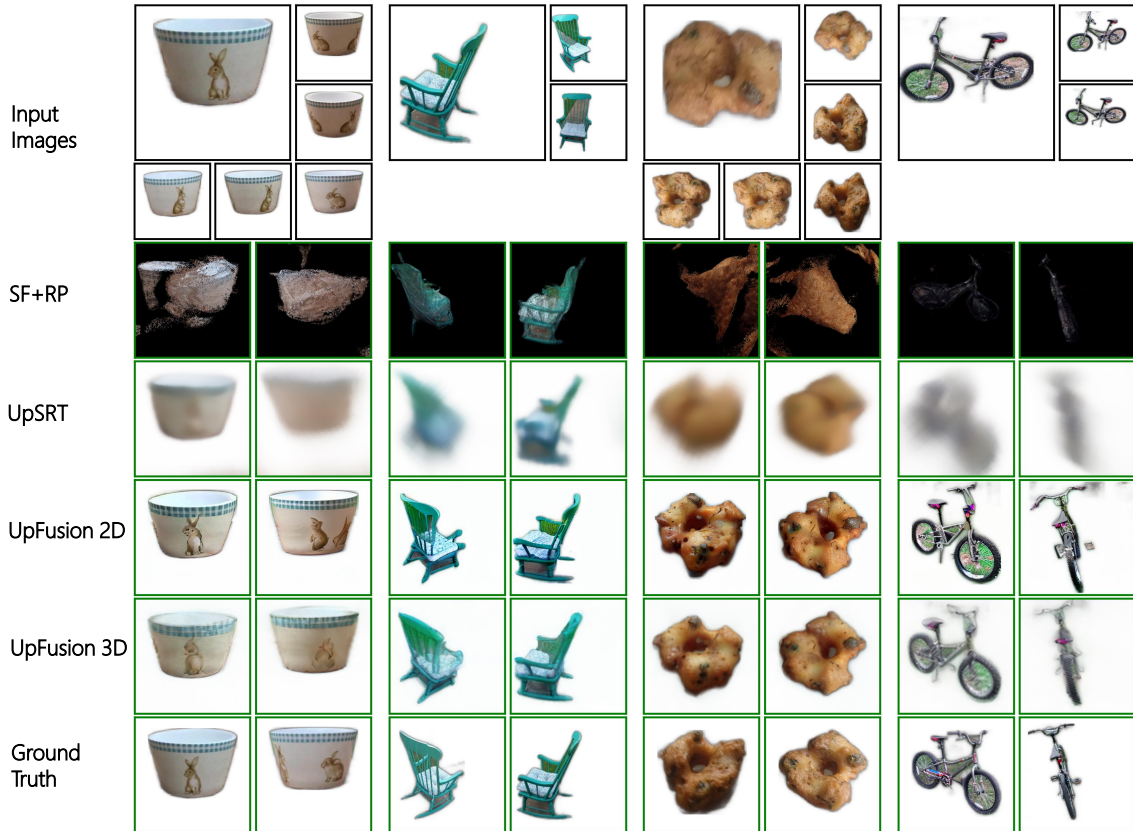 Input
Images
SF+RP
UpSRT
UpFusion 2D
UpFusion 3D
Ground
Truth